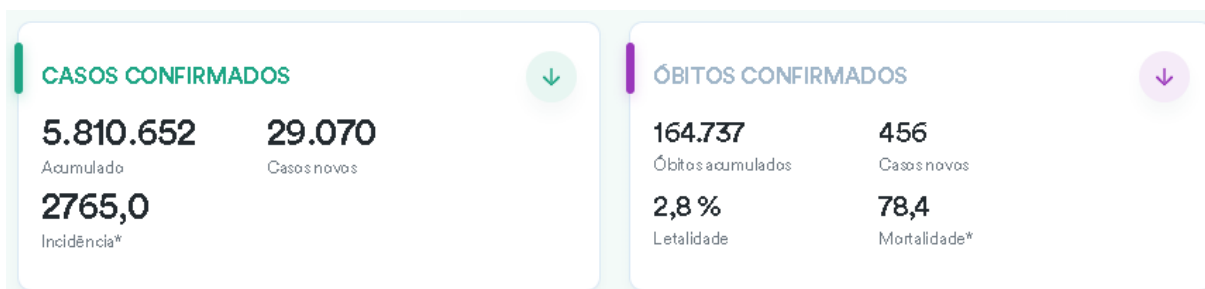 CASOS CONFIRMADOS
5.810.652 29.070
Acumulado Casos novos
2765,0
Incidência*
ÓBITOS CONFIRMADOS
164.737 456
Óbitos acumulados Casos novos
2,8 % 78,4
Letalidade Mortalidade*